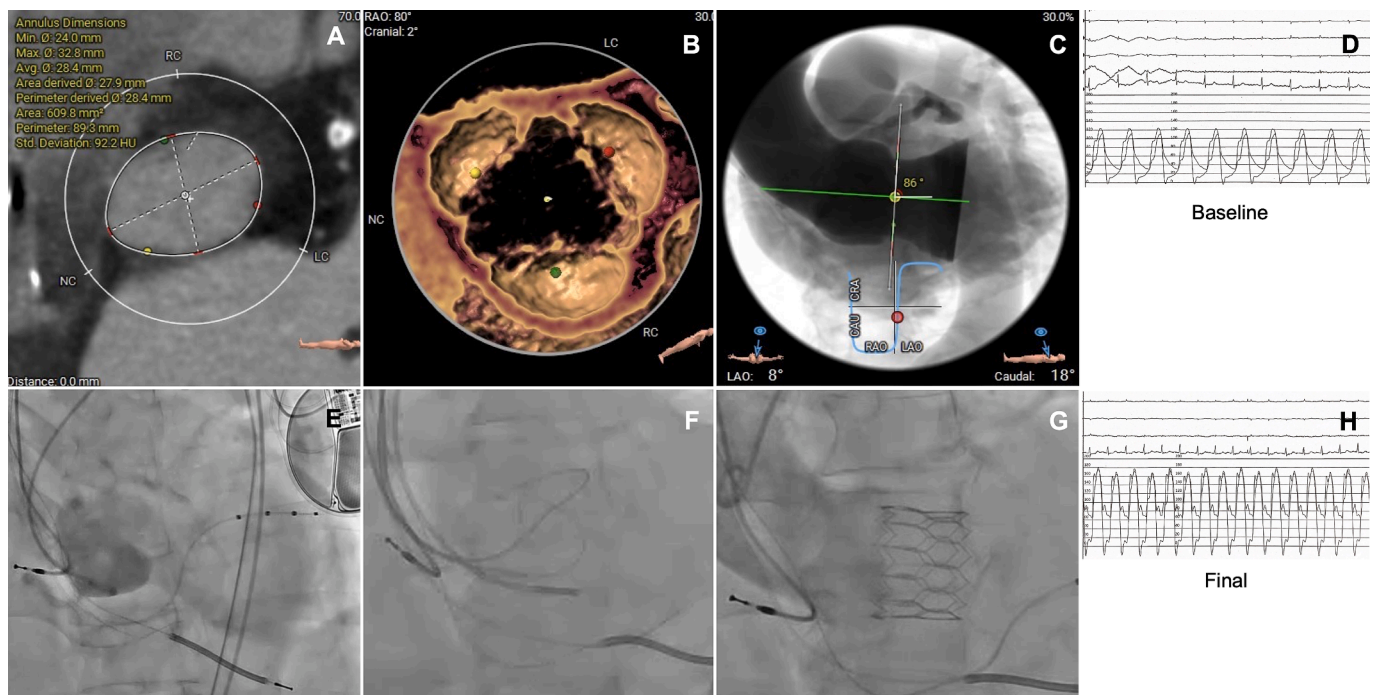 Annulus Dimensions
Min. Ø: 24.0 mm
Max. Ø: 32.8 mm
Avg. Ø: 28.4 mm
Area derived Ø: 27.9 mm
Perimeter derived Ø: 28.4 mm
Area: 609.8 mm²
Perimeter: 89.3 mm
Std. Deviation: 92.2 HU
70.0
A
RC
LC
NC
Distance: 0.0 mm
RAO: 80°
Cranial: 2°
30.0
B
LC
NC
RC
30.0%
C
86 °
CRA
CAU
RAO
LAO
LAO: 8°
Caudal: 18°
D
Baseline
E
F
G
H
Final